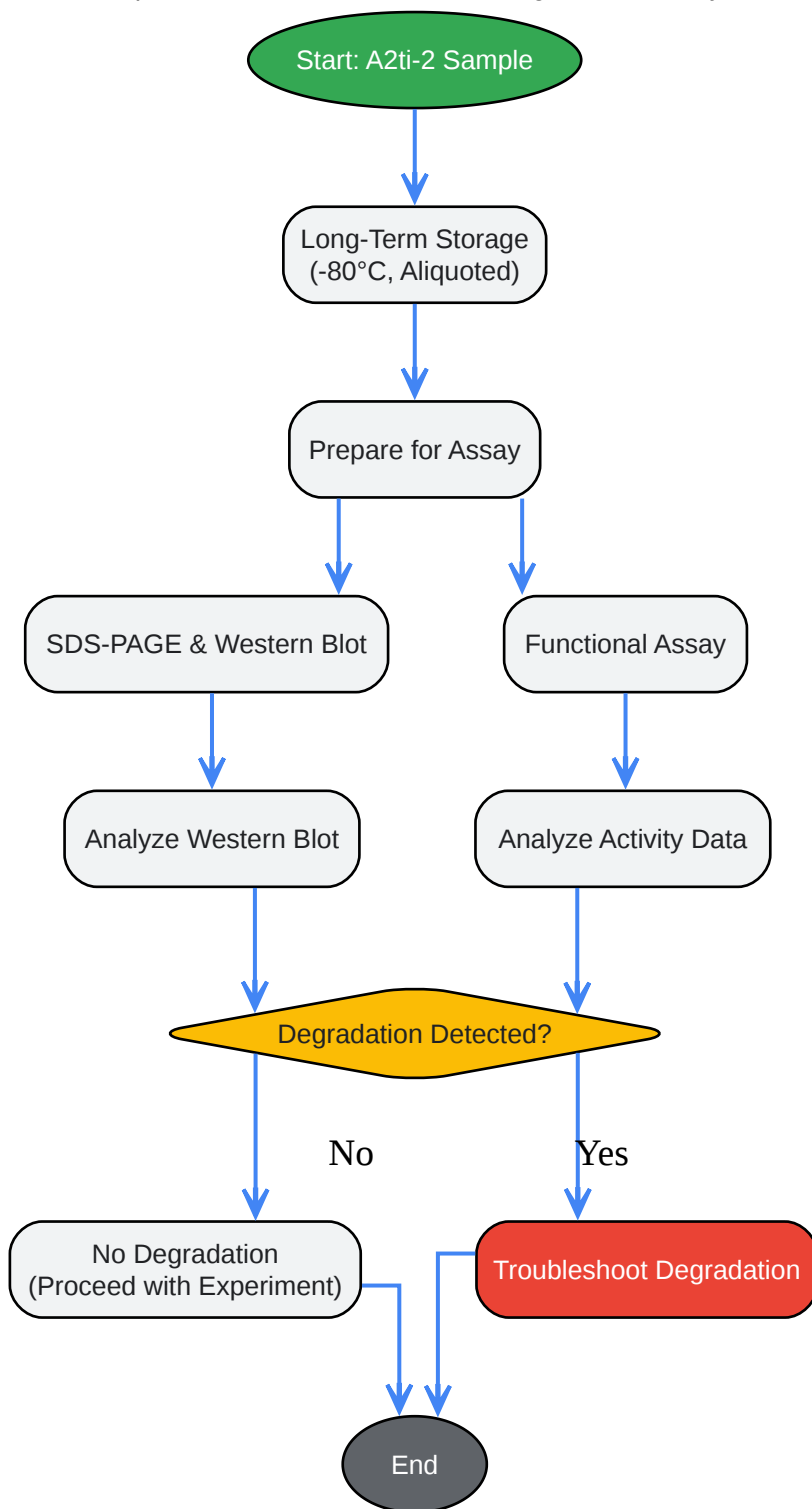 Start: A2ti-2 Sample
Long-Term Storage
(-80°C, Aliquoted)
Prepare for Assay
SDS-PAGE & Western Blot
Functional Assay
Analyze Western Blot
Analyze Activity Data
Degradation Detected?
No
Yes
No Degradation
(Proceed with Experiment)
Troubleshoot Degradation
End